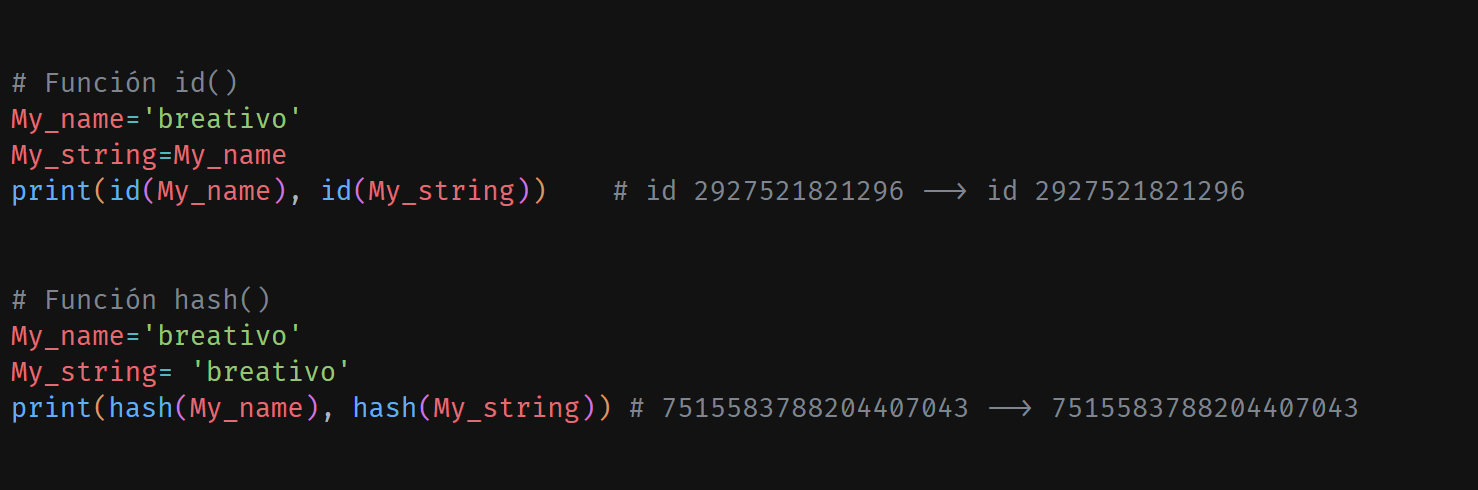 # Función id()
My_name='breativo'
My_string=My_name
print(id(My_name), id(My_string))    # id 2927521821296 ⟶ id 2927521821296
# Función hash()
My_name='breativo'
My_string= 'breativo'
print(hash(My_name), hash(My_string)) # 7515583788204407043 ⟶ 7515583788204407043